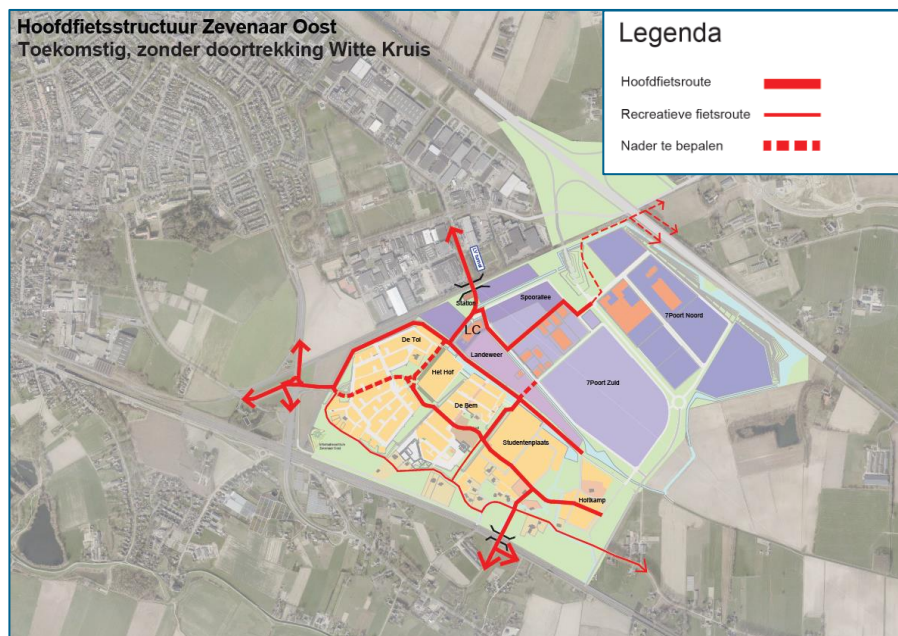 Hoofdfietsstructuur Zevenaar Oost
Toekomstig, zonder doortrekking Witte Kruis
Legenda
Hoofdfietsroute
Recreatieve fietsroute
Nader te bepalen
Station
Spoorallee
7Poort Noord
LC
De Tol
Landeweer
Het Hof
7Poort Zuid
De Bem
Studentenplaats
Holtkamp